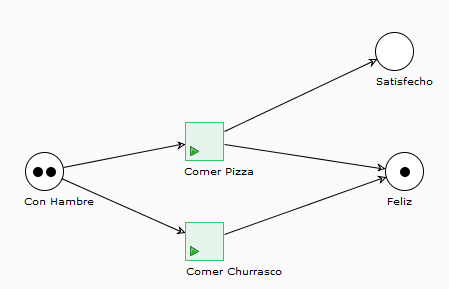 Satisfecho
Comer Pizza
Con Hambre
Feliz
Comer Churrasco